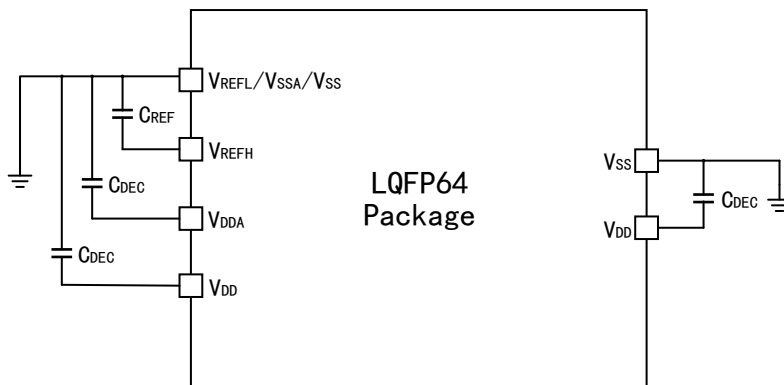 VREFL/VSSA/VSS
CREF
VREFH
CDEC
VDDA
CDEC
VDD
LQFP64
Package
VSS
CDEC
VDD